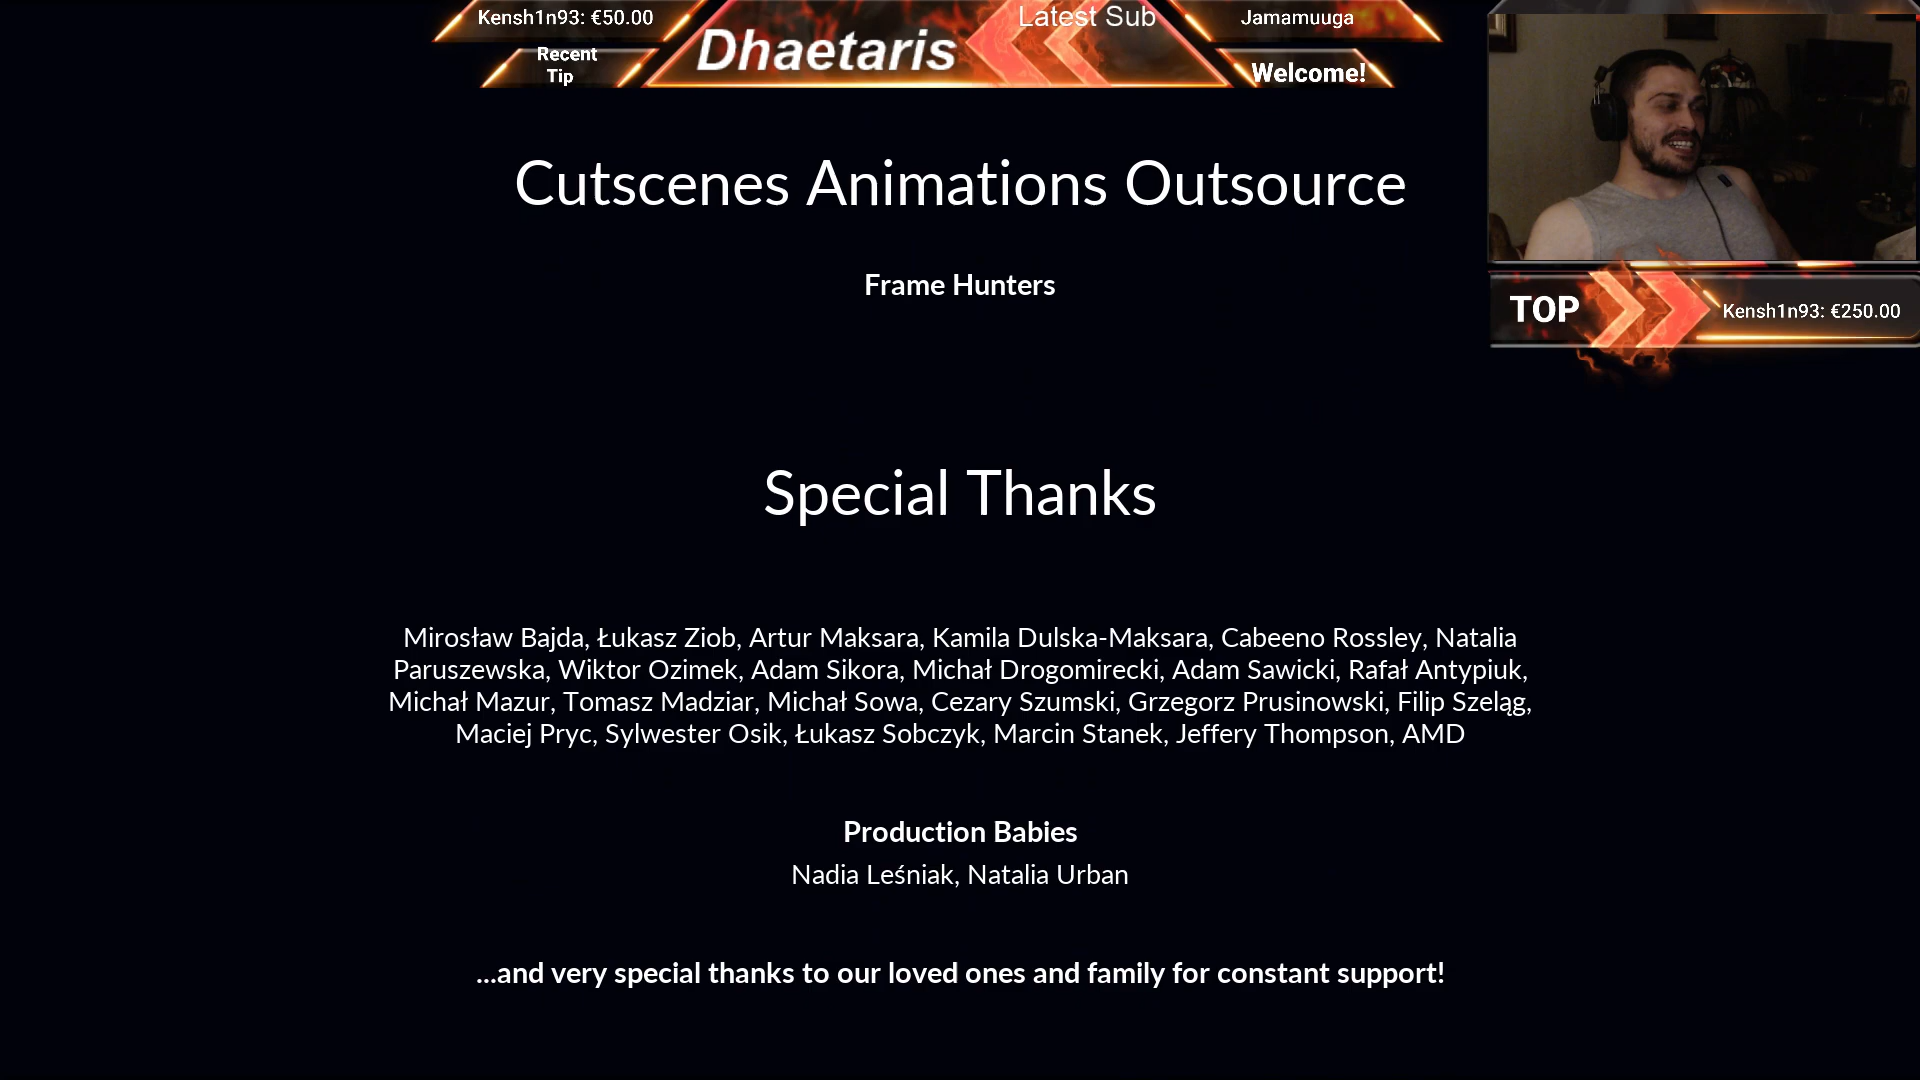 Kensh1n93: €50.00
Recent
Tip
Dhaetaris
Latest Sub
Jamamuuga
Welcome!
TOP
Kensh1n93: €250.00
Cutscenes Animations Outsource
Frame Hunters
Special Thanks
Mirosław Bajda, Łukasz Ziob, Artur Maksara, Kamila Dulska-Maksara, Cabeeno Rossley, Natalia
Paruszewska, Wiktor Ozimek, Adam Sikora, Michał Drogomirecki, Adam Sawicki, Rafał Antypiuk,
Michał Mazur, Tomasz Madziar, Michał Sowa, Cezary Szumski, Grzegorz Prusinowski, Filip Szeląg,
Maciej Pryc, Sylwester Osik, Łukasz Sobczyk, Marcin Stanek, Jeffery Thompson, AMD
Production Babies
Nadia Leśniak, Natalia Urban
...and very special thanks to our loved ones and family for constant support!